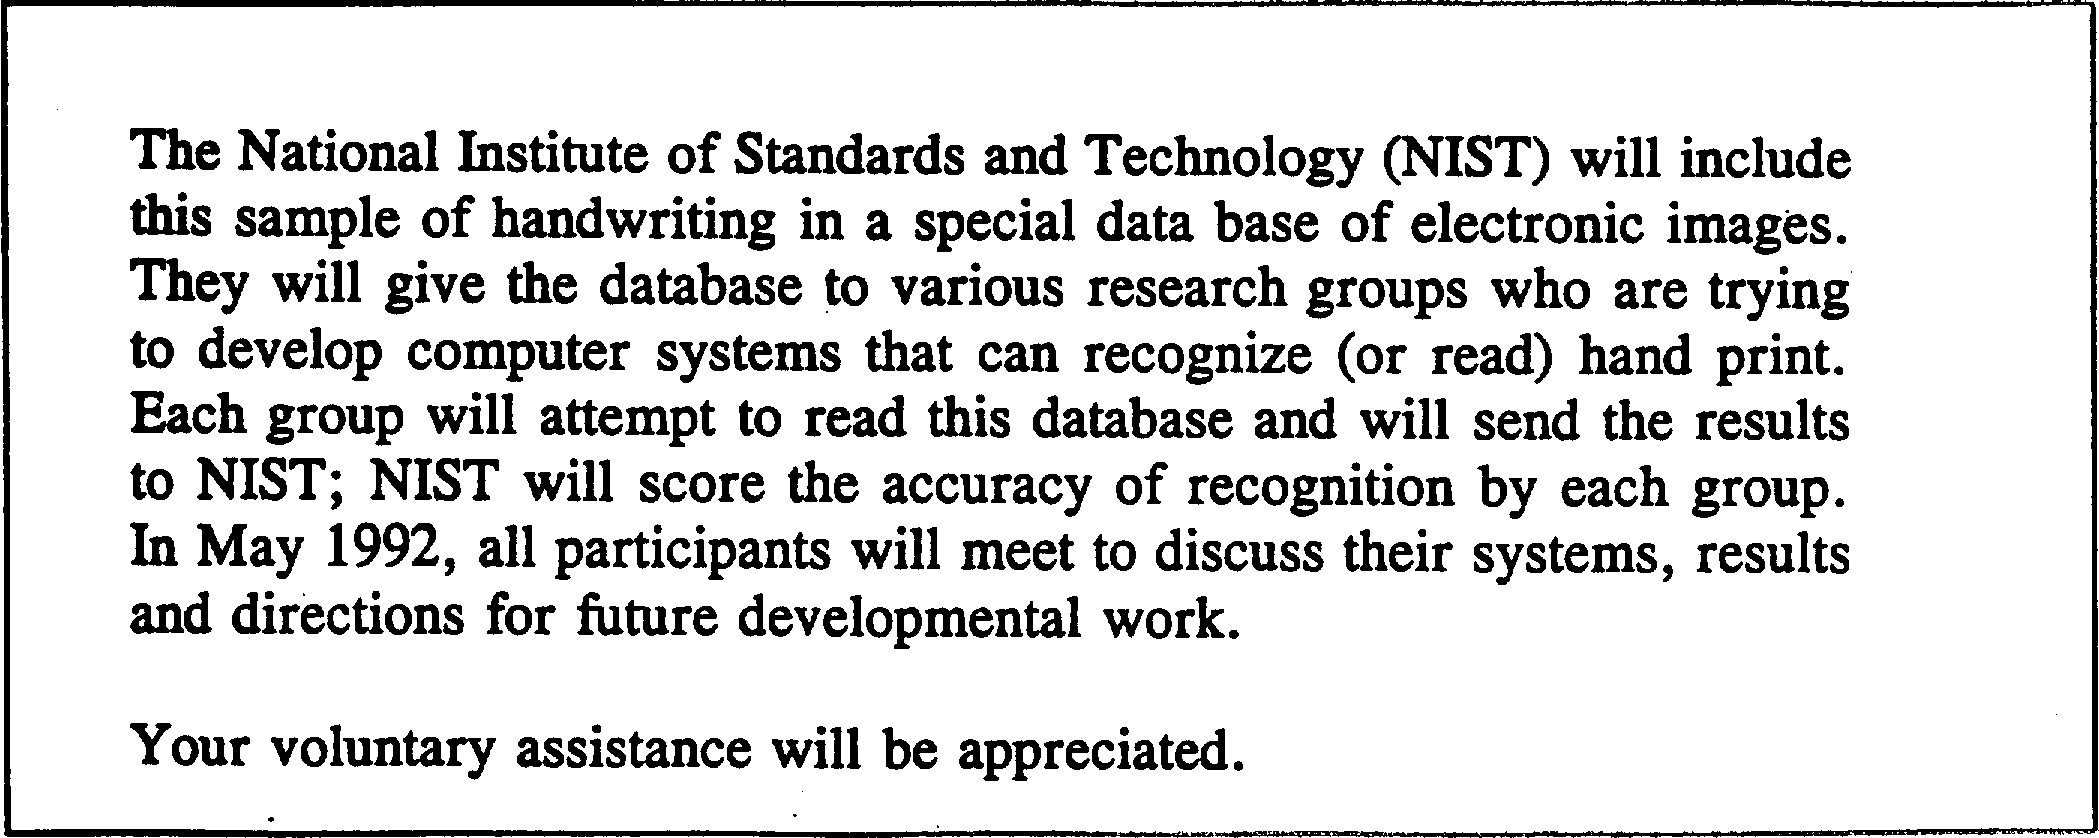 The National Institute of Standards and Technology (NIST) will include
this sample of handwriting in a special data base of electronic images.
They will give the database to various research groups who are trying
to develop computer systems that can recognize (or read) hand print.
Each group will attempt to read this database and will send the results
to NIST; NIST will score the accuracy of recognition by each group.
In May 1992, all participants will meet to discuss their systems, results
and directions for future developmental work.
Your voluntary assistance will be appreciated.